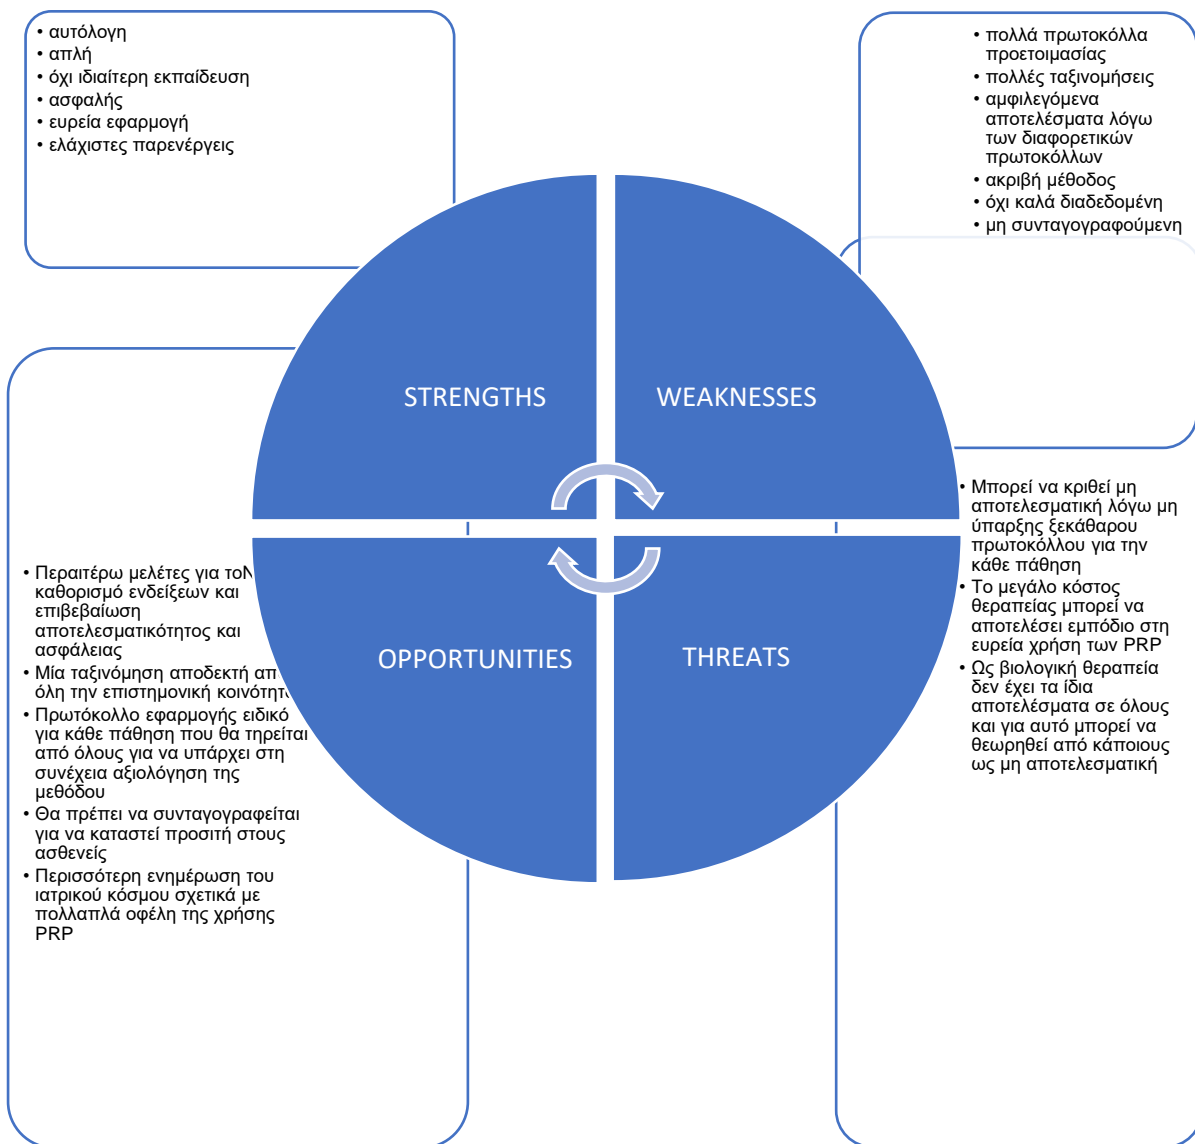 • αυτόλογη
• απλή
• όχι ιδιαίτερη εκπαίδευση
• ασφαλής
• ευρεία εφαρμογή
• ελάχιστες παρενέργεις
• πολλά πρωτοκόλλα
προετοιμασίας
• πολλές ταξινομήσεις
• αμφιλεγόμενα
αποτελέσματα λόγω
των διαφορετικών
πρωτοκόλλων
• ακριβή μέθοδος
• όχι καλά διαδεδομένη
• μη συνταγογραφούμενη
STRENGTHS
WEAKNESSES
OPPORTUNITIES
THREATS
• Περαιτέρω μελέτες για τοΝ
καθορισμό ενδείξεων και
επιβεβαίωση
αποτελεσματικότητος και
ασφάλειας
• Μία ταξινόμηση αποδεκτή
όλη την επιστημονική
• Πρωτόκολλο εφαρμογής ειδικό
για κάθε πάθηση που θα τηρείται
από όλους για να υπάρχει στη
συνέχεια αξιολόγηση της
μεθόδου
• Θα πρέπει να συνταγογραφείται
για να καταστεί προσιτή στους
ασθενείς
• Περισσότερη ενημέρωση του
ιατρικού κόσμου σχετικά με
πολλαπλά οφέλη της χρήσης
PRP
• Μπορεί να κριθεί μη
αποτελεσματική λόγω μη
ύπαρξης ξεκάθαρου
πρωτοκόλλου για την
κάθε πάθηση
• Το μεγάλο κόστος
θεραπείας μπορεί να
αποτελέσει εμπόδιο στη
ευρεία χρήση των PRP
• Ως βιολογική θεραπεία
δεν έχει τα ίδια
αποτελέσματα σε όλους
και για αυτό μπορεί να
θεωρηθεί από κάποιους
ως μη αποτελεσματική